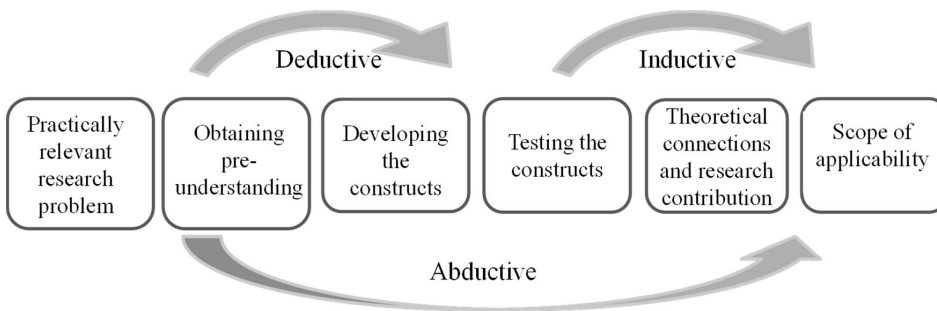 Deductive
Inductive
Practically
relevant
research
problem
Obtaining
pre-
understanding
Developing
the
constructs
Testing the
constructs
Theoretical
connections
and research
contribution
Scope of
applicability
Abductive